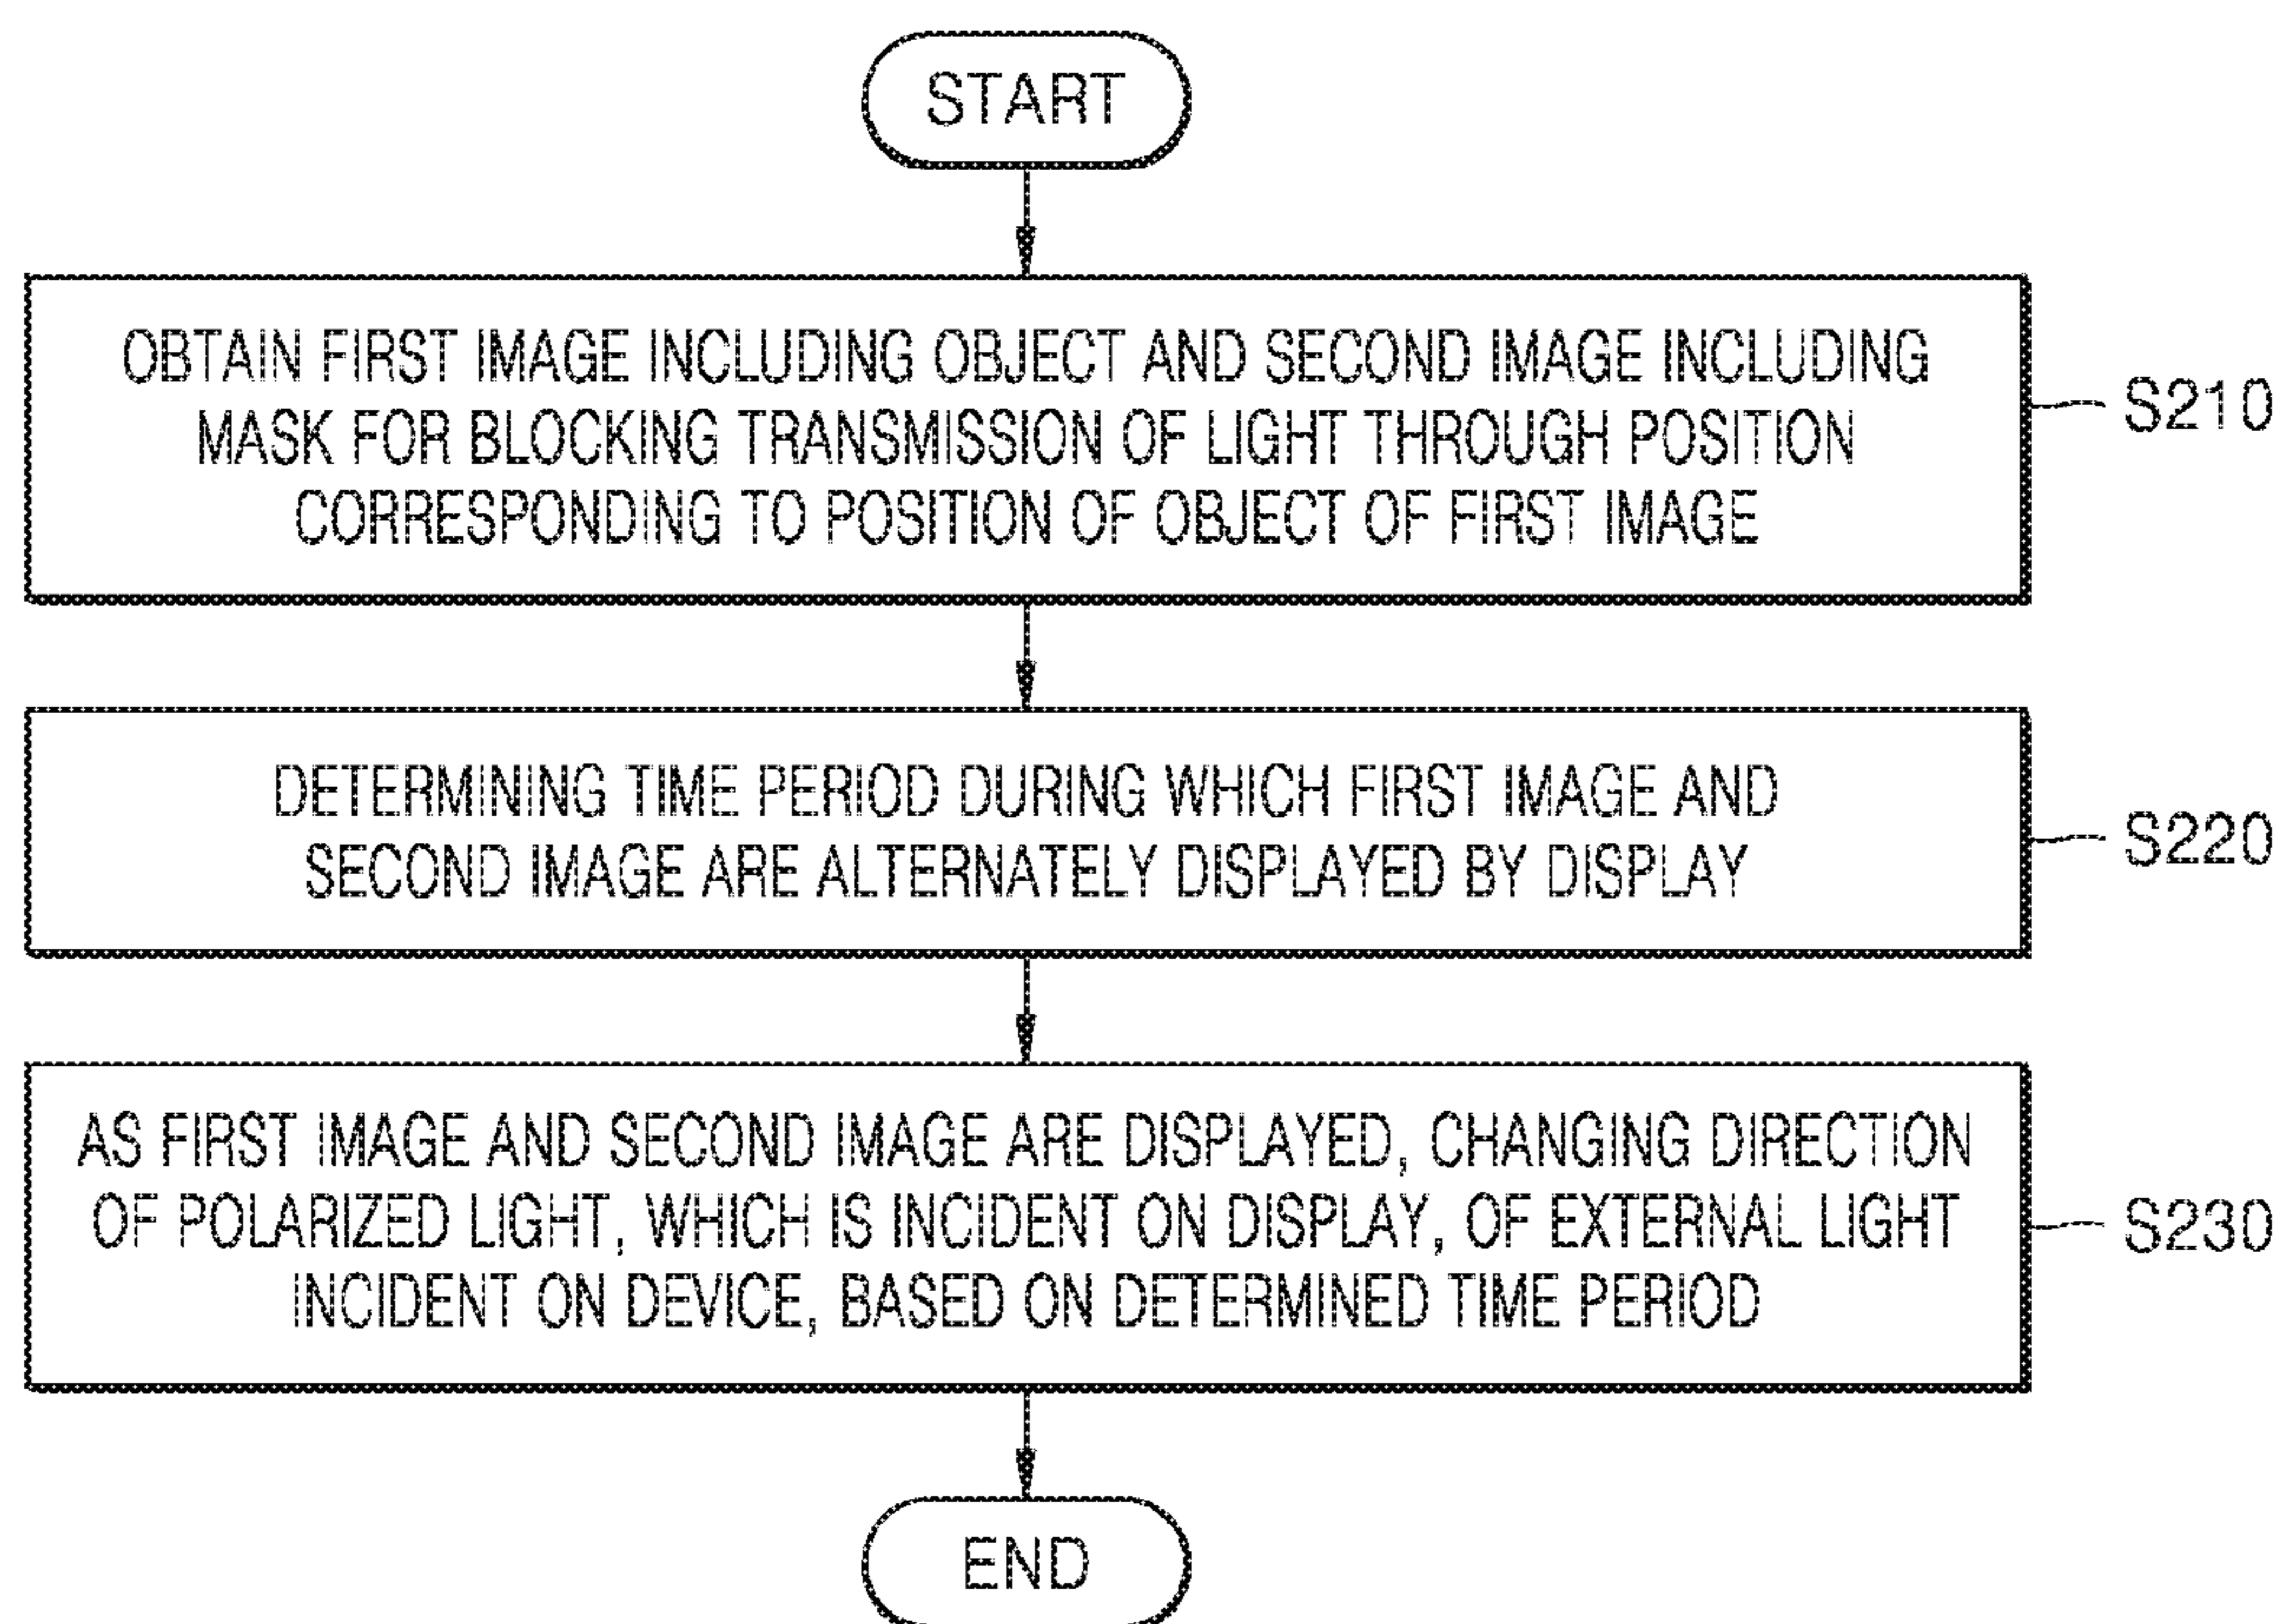 START
OBTAIN FIRST IMAGE INCLUDING OBJECT AND SECOND IMAGE INCLUDING
MASK FOR BLOCKING TRANSMISSION OF LIGHT THROUGH POSITION
CORRESPONDING TO POSITION OF OBJECT OF FIRST IMAGE
S210
DETERMINING TIME PERIOD DURING WHICH FIRST IMAGE AND
SECOND IMAGE ARE ALTERNATELY DISPLAYED BY DISPLAY
S220
AS FIRST IMAGE AND SECOND IMAGE ARE DISPLAYED, CHANGING DIRECTION
OF POLARIZED LIGHT, WHICH IS INCIDENT ON DISPLAY, OF EXTERNAL LIGHT
INCIDENT ON DEVICE, BASED ON DETERMINED TIME PERIOD
S230
END